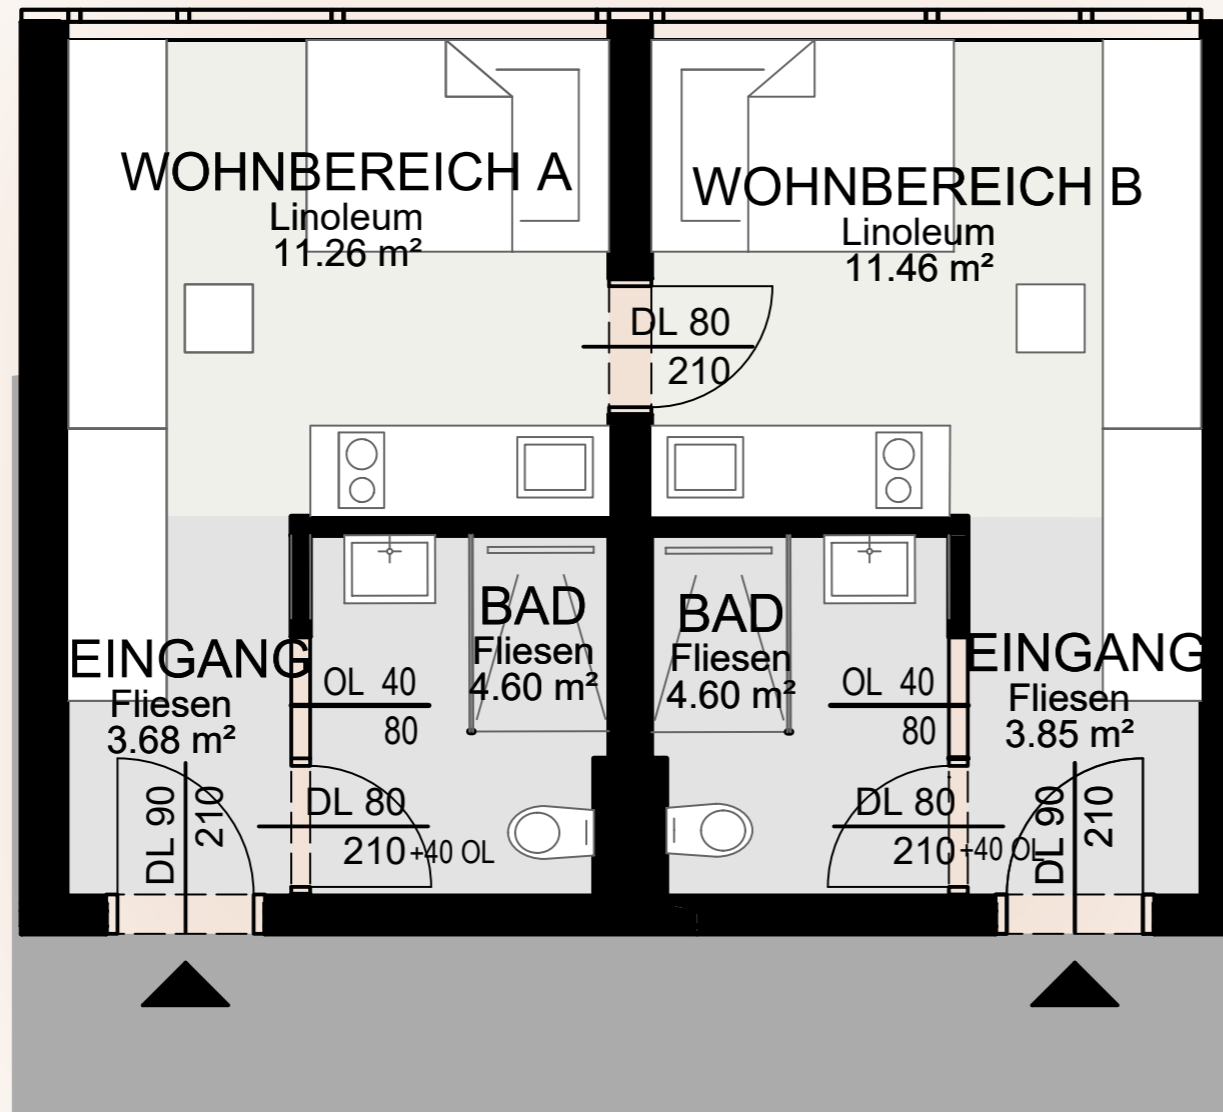 WOHNBEREICH A
Linoleum
11.26 m²
WOHNBEREICH B
Linoleum
11.46 m²
DL 80
210
EINGANG
Fliesen
3.68 m²
OL 40
80
BAD
Fliesen
4.60 m²
BAD
Fliesen
4.60 m²
OL 40
80
EINGANG
Fliesen
3.85 m²
DL 90
210
DL 80
210 +40 OL
DL 80
210 +40 OL
DL 90
210